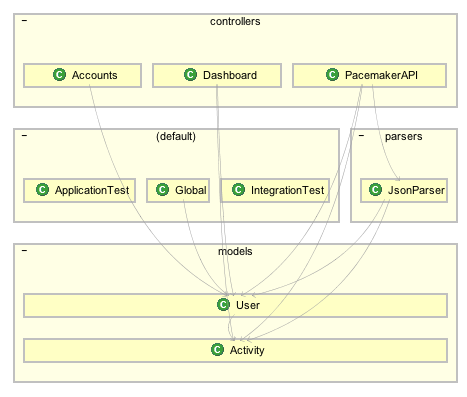 controllers
C Accounts
C Dashboard
C PacemakerAPI
(default)
C ApplicationTest
C Global
C IntegrationTest
parsers
C JsonParser
models
C User
C Activity